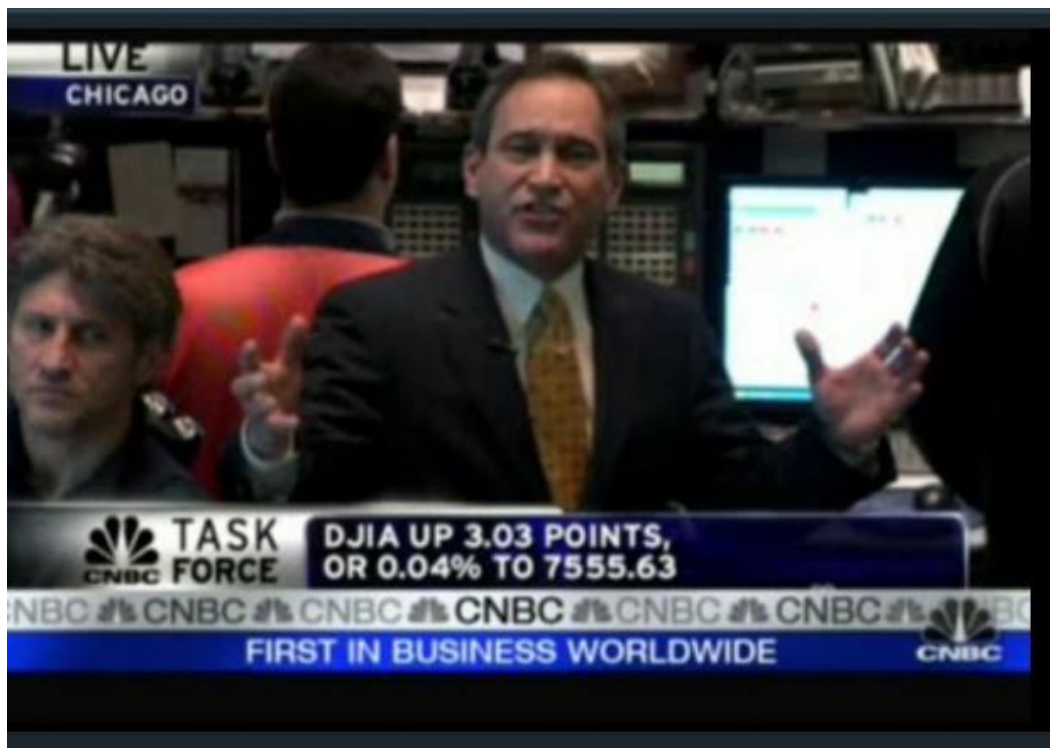 LIVE
CHICAGO
TASK
FORCE
CNBC
DJIA UP 3.03 POINTS,
OR 0.04% TO 7555.63
CNBC CNBC CNBC CNBC CNBC CNBC
FIRST IN BUSINESS WORLDWIDE
CNBC